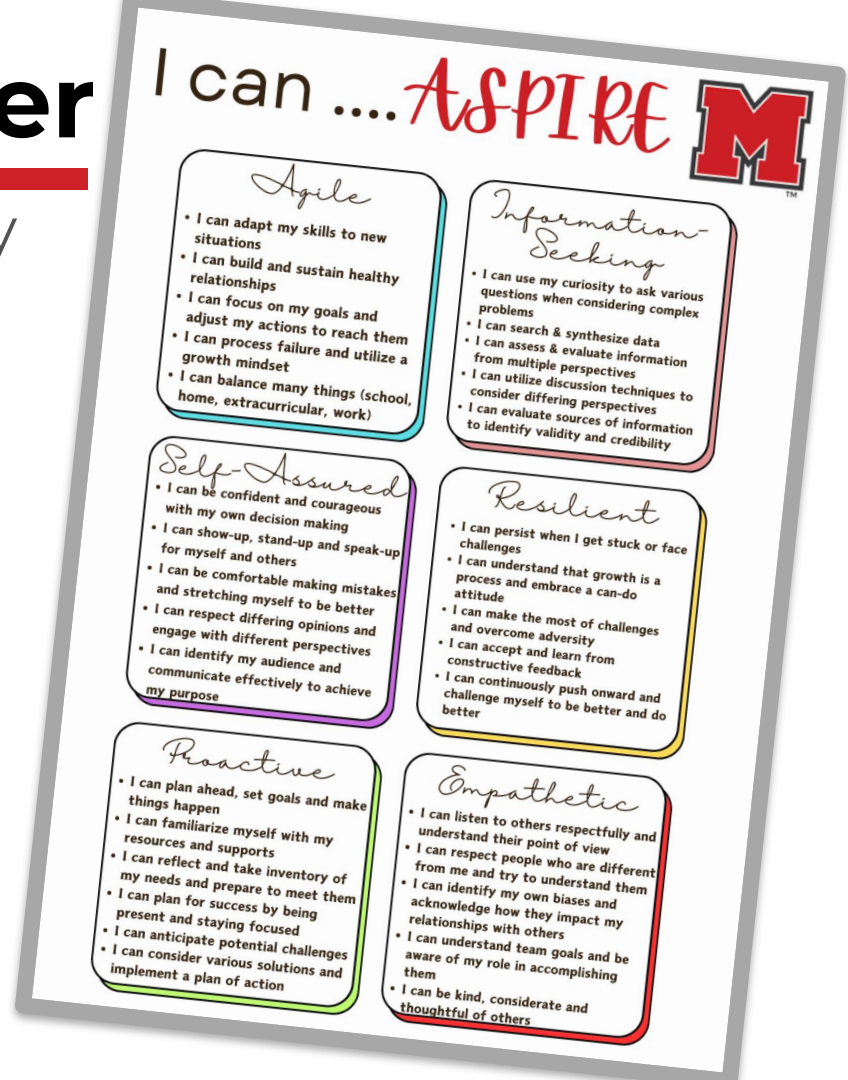 er
y
I can .... ASPIRE M
TM
Agile
• I can adapt my skills to new
situations
• I can build and sustain healthy
relationships
• I can focus on my goals and
adjust my actions to reach them
• I can process failure and utilize a
growth mindset
• I can balance many things (school,
home, extracurricular, work)
Information-
Seeking
• I can use my curiosity to ask various
questions when considering complex
problems
• I can search & synthesize data
• I can assess & evaluate information
from multiple perspectives
• I can utilize discussion techniques to
consider differing perspectives
• I can evaluate sources of information
to identify validity and credibility
Self-Assured
• I can be confident and courageous
with my own decision making
• I can show-up, stand-up and speak-up
for myself and others
• I can be comfortable making mistakes
and stretching myself to be better
• I can respect differing opinions and
engage with different perspectives
• I can identify my audience and
communicate effectively to achieve
my purpose
Resilient
• I can persist when I get stuck or face
challenges
• I can understand that growth is a
process and embrace a can-do
attitude
• I can make the most of challenges
and overcome adversity
• I can accept and learn from
constructive feedback
• I can continuously push onward and
challenge myself to be better and do
better
Proactive
• I can plan ahead, set goals and make
things happen
• I can familiarize myself with my
resources and supports
• I can reflect and take inventory of
my needs and prepare to meet them
• I can plan for success by being
present and staying focused
• I can anticipate potential challenges
• I can consider various solutions and
implement a plan of action
Empathetic
• I can listen to others respectfully and
understand their point of view
• I can respect people who are different
from me and try to understand them
• I can identify my own biases and
acknowledge how they impact my
relationships with others
• I can understand team goals and be
aware of my role in accomplishing
them
• I can be kind, considerate and
thoughtful of others